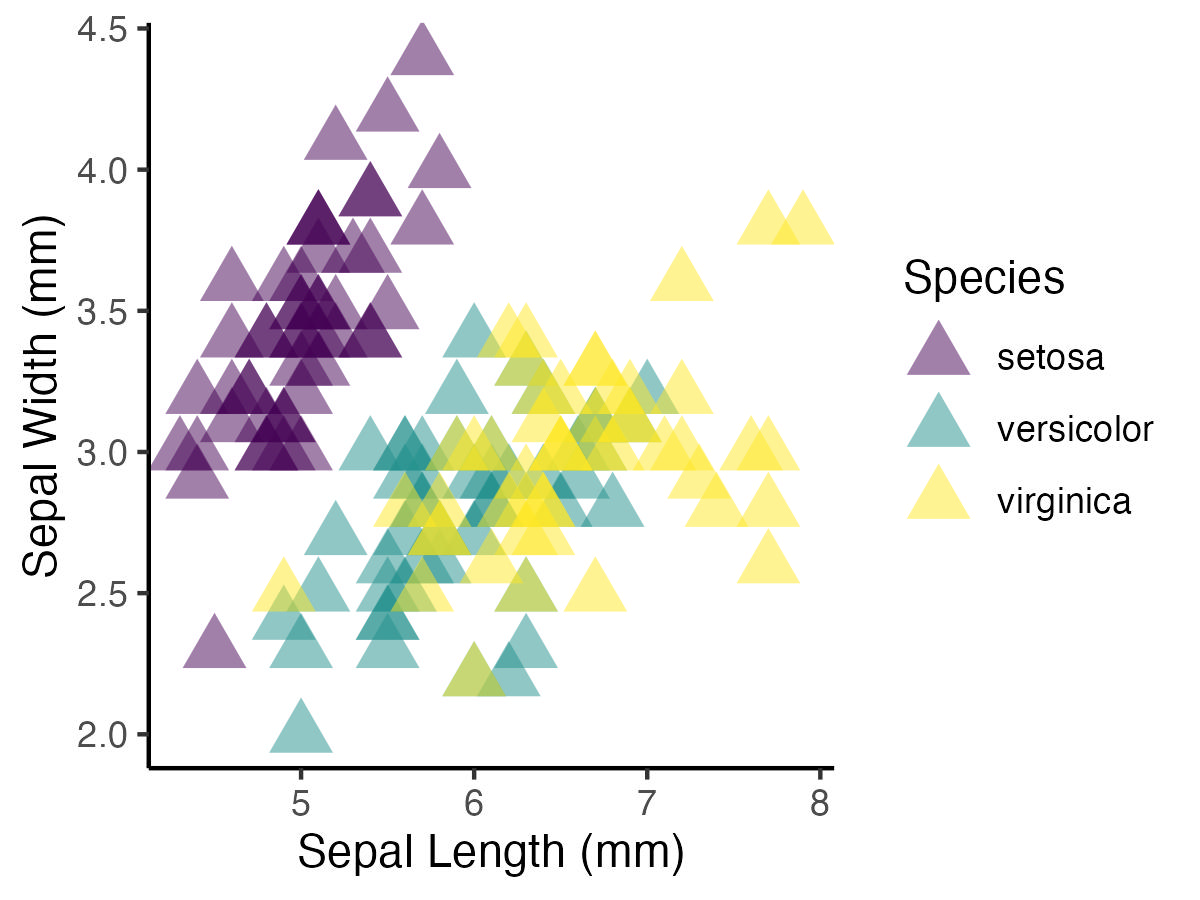 4.5
4.0
3.5
3.0
2.5
2.0
Sepal Width (mm)
5 6 7 8
Sepal Length (mm)
Species
setosa
versicolor
virginica